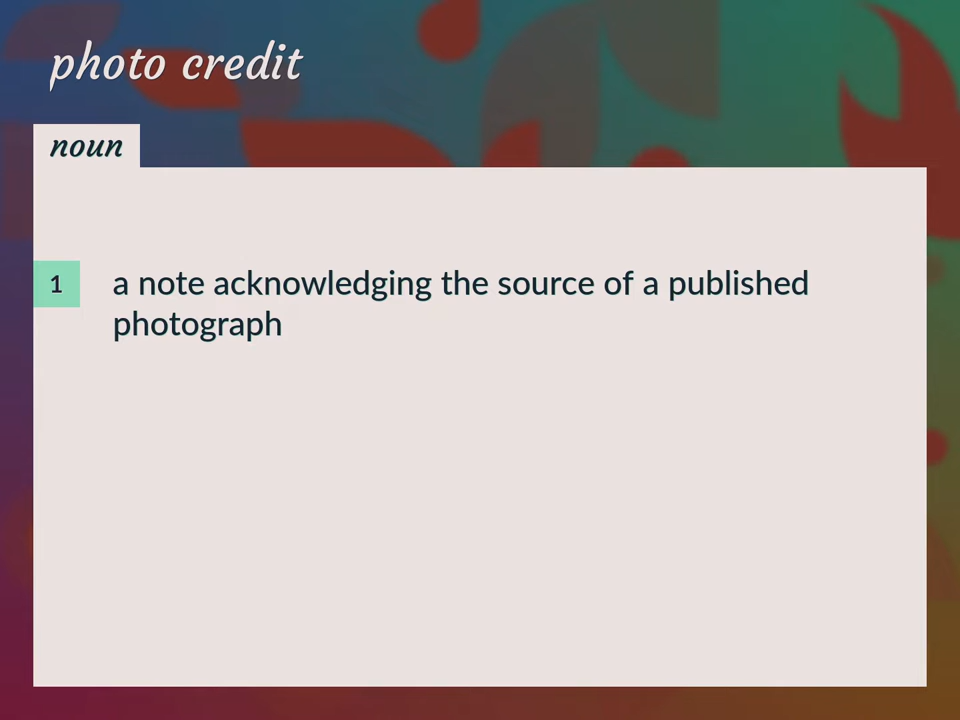 photo credit
noun
1 a note acknowledging the source of a published
photograph